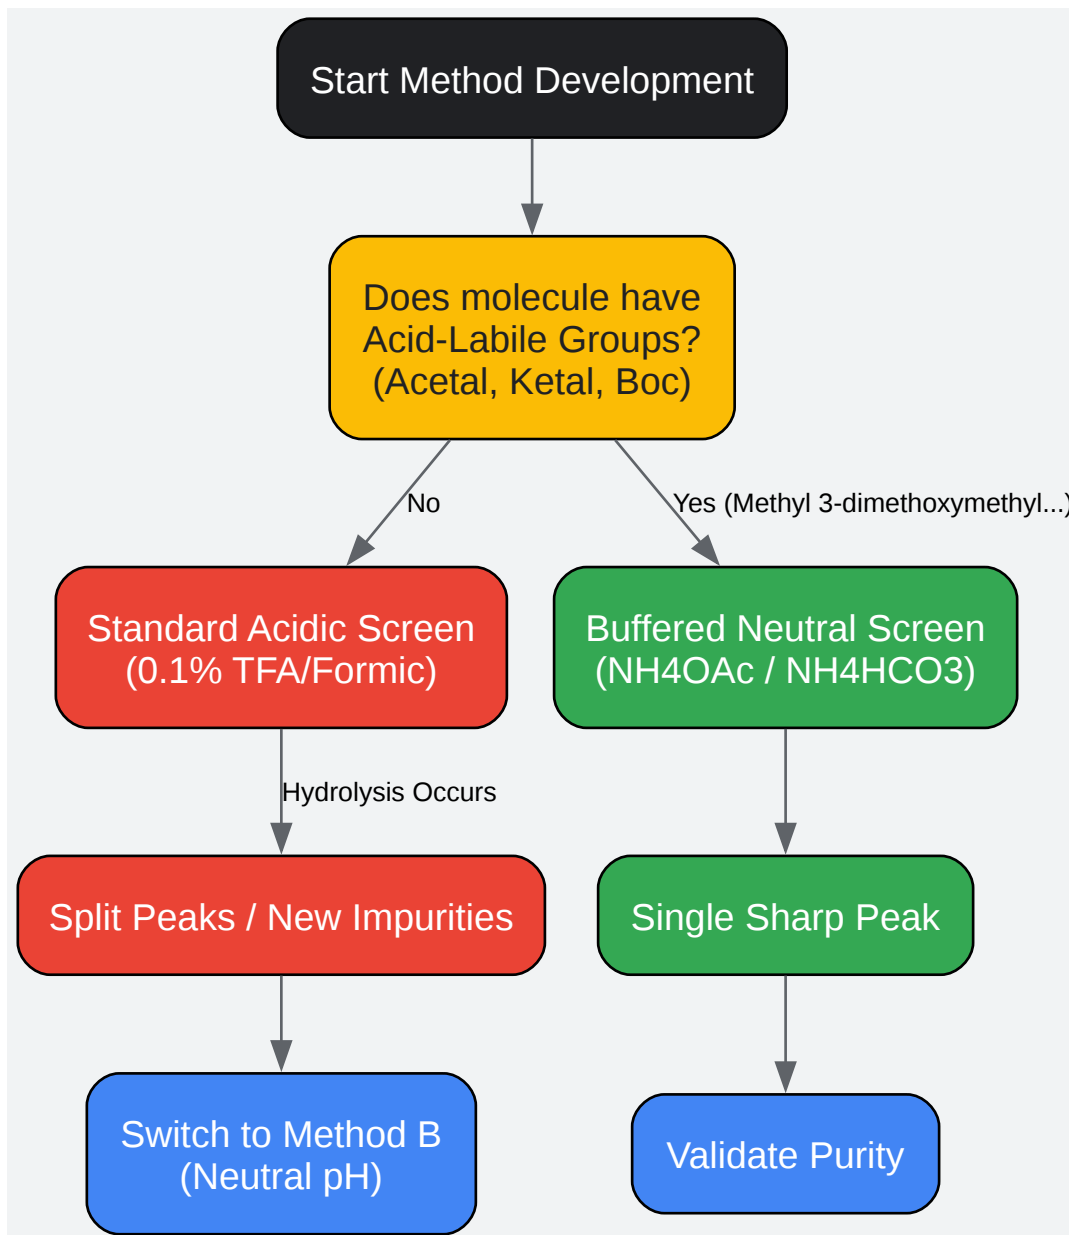 Start Method Development
Does molecule have
Acid-Labile Groups?
(Acetal, Ketal, Boc)
No
Yes (Methyl 3-dimethoxymethyl...)
Standard Acidic Screen
(0.1% TFA/Formic)
Buffered Neutral Screen
(NH4OAc / NH4HCO3)
Hydrolysis Occurs
Split Peaks / New Impurities
Single Sharp Peak
Switch to Method B
(Neutral pH)
Validate Purity